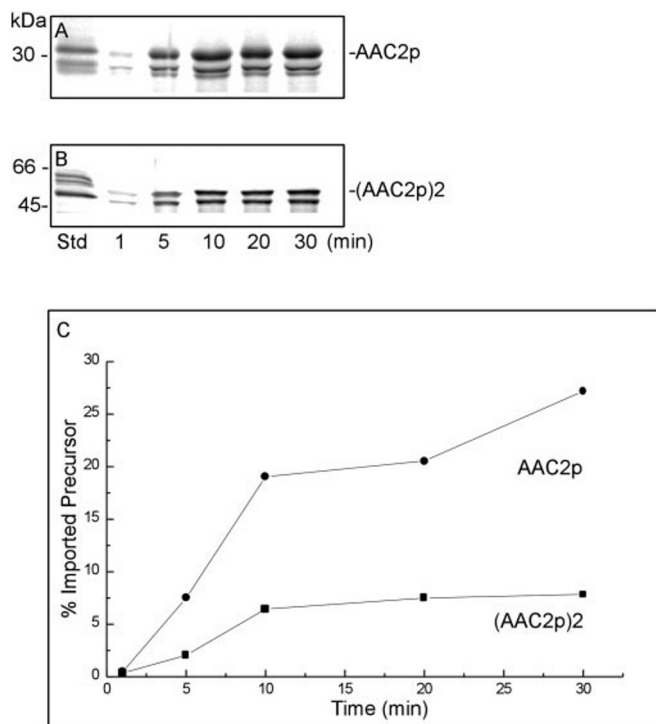 kDa
A
30 - -AAC2p
B
66 -
-(AAC2p)2
45-
Std 1 5 10 20 30 (min)
C
30
25
20
15
10
5
0
AAC2p
(AAC2p)2
% Imported Precursor
0 5 10 15 20 25 30
Time (min)